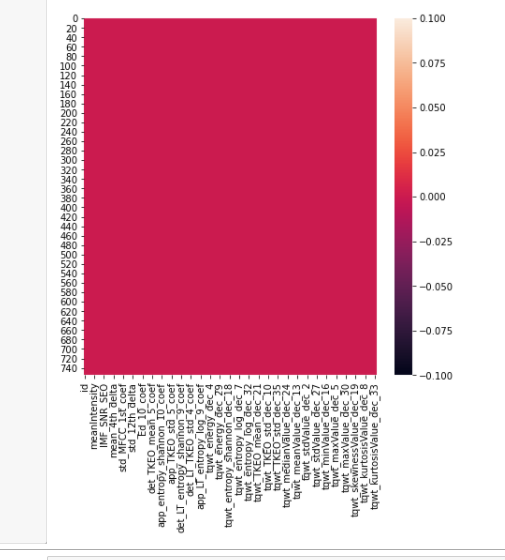 0
20
40
60
80
100
120
140
160
180
200
220
240
260
280
300
320
340
360
380
400
420
440
460
480
500
520
540
560
580
600
620
640
660
680
700
720
740
0.100
0.075
0.050
0.025
0.000
−0.025
−0.050
−0.075
−0.100
id
meanIntensity
IMF_SNR_SEO
mean_4th_delta
std_MFCC_1st_coef
std_12th_delta
Ed_10_coef
det_TKEO_mean_5_coef
app_entropy_shannon_10_coef
app_TKEO_std_5_coef
det_LT_entropy_shannon_9_coef
det_LT_TKEO_std_4_coef
app_LT_entropy_log_9_coef
tqwt_energy_dec_4
tqwt_energy_dec_29
tqwt_entropy_shannon_dec_18
tqwt_entropy_log_dec_7
tqwt_entropy_log_dec_32
tqwt_TKEO_mean_dec_21
tqwt_TKEO_std_dec_10
tqwt_TKEO_std_dec_35
tqwt_medianValue_dec_24
tqwt_meanValue_dec_13
tqwt_stdValue_dec_2
tqwt_stdValue_dec_27
tqwt_minValue_dec_16
tqwt_maxValue_dec_5
tqwt_maxValue_dec_30
tqwt_skewnessValue_dec_19
tqwt_kurtosisValue_dec_8
tqwt_kurtosisValue_dec_33